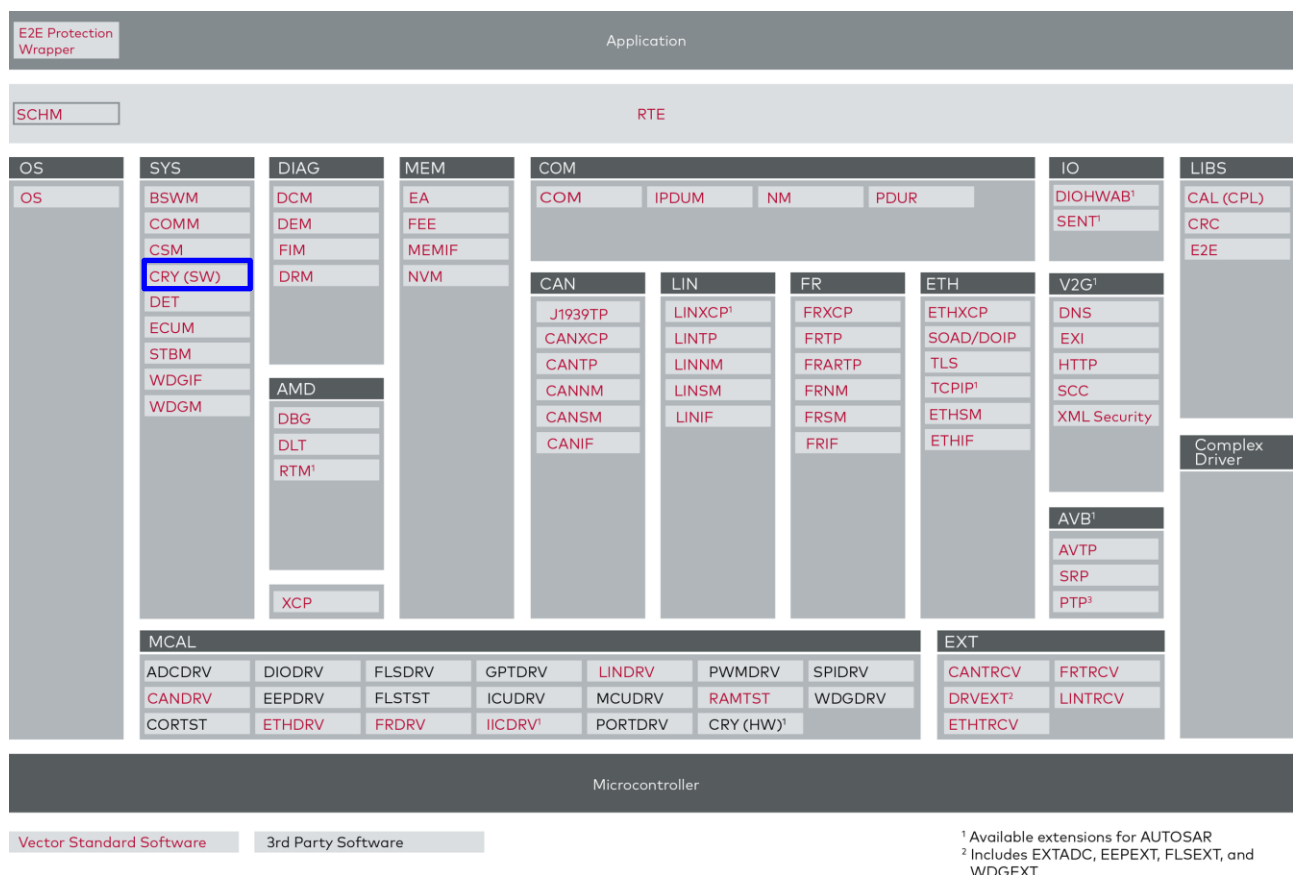 E2E Protection
Wrapper
Application
SCHM
RTE
OS
OS
SYS
BSWM
COMM
CSM
CRY (SW)
DET
ECUM
STBM
WDGIF
WDGM
DIAG
DCM
DEM
FIM
DRM
AMD
DBG
DLT
RTM¹
XCP
MEM
EA
FEE
MEMIF
NVM
COM
COM IPDUM NM PDUR
CAN
J1939TP
CANXCP
CANTP
CANNM
CANSM
CANIF
LIN
LINXCP¹
LINTP
LINNM
LINSM
LINIF
FR
FRXCP
FRTP
FRARTP
FRNM
FRSM
FRIF
ETH
ETHXCP
SOAD/DOIP
TLS
TCPIP¹
ETHSM
ETHIF
IO
DIOHWAB¹
SENT¹
V2G¹
DNS
EXI
HTTP
SCC
XML Security
AVB¹
AVTP
SRP
PTP³
LIBS
CAL (CPL)
CRC
E2E
Complex
Driver
MCAL
ADCDRV DIODRV FLSDRV GPTDRV LINDRV PWMDRV SPIDRV
CANDRV EEPDRV FLSTST ICUDRV MCUDRV RAMTST WDGDRV
CORTST ETHDRV FRDRV IICDRV¹ PORTDRV CRY (HW)¹
EXT
CANTRCV FRTRCV
DRVEXT² LINTRCV
ETHTRCV
Microcontroller
Vector Standard Software 3rd Party Software
¹ Available extensions for AUTOSAR
² Includes EXTADC, EEPEXT, FLSEXT, and
WDGEXT